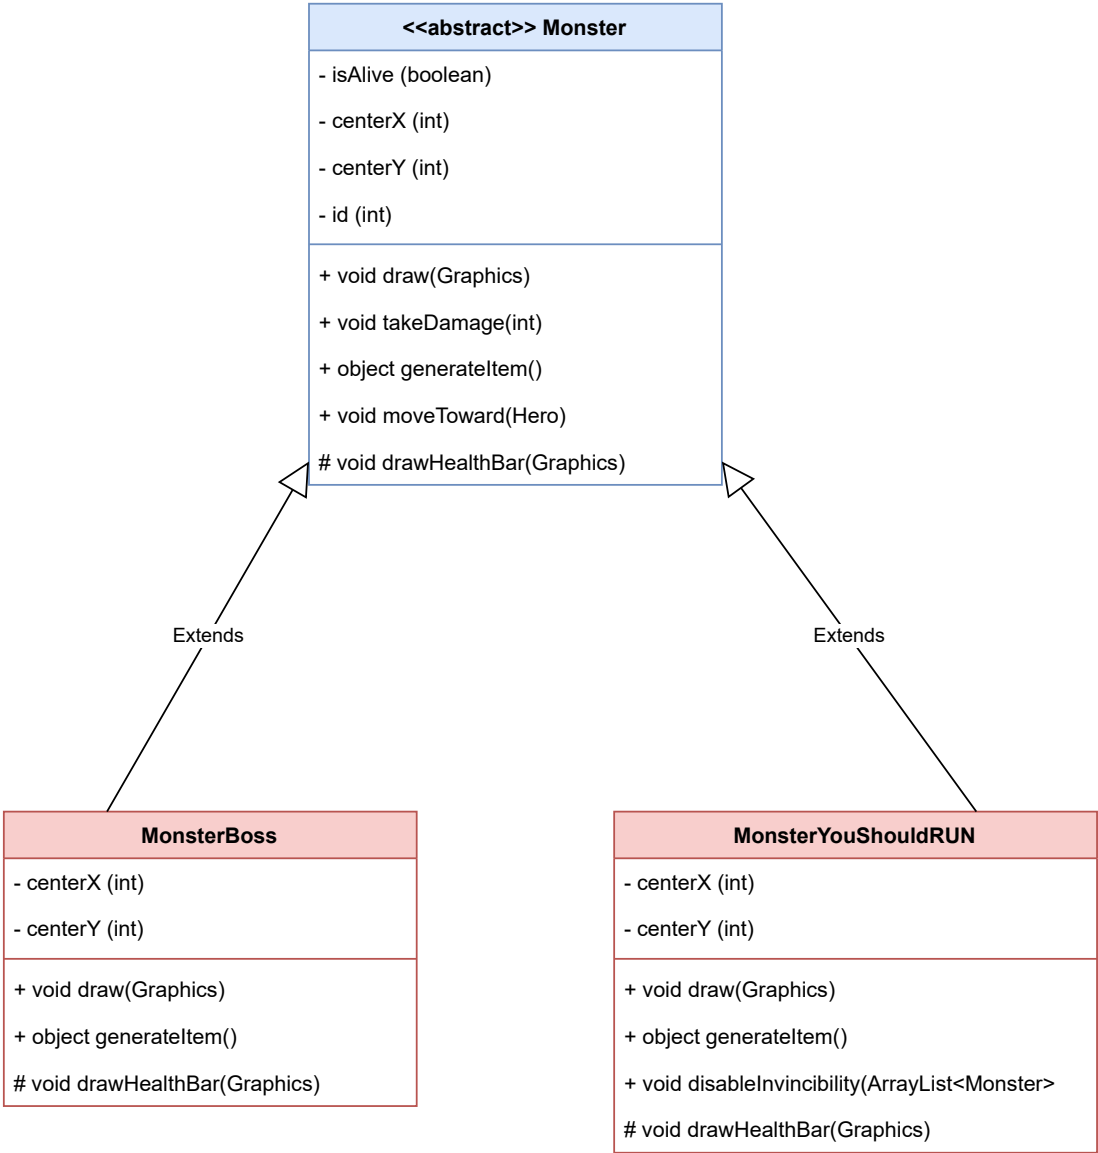 <<abstract>> Monster
- isAlive (boolean)
- centerX (int)
- centerY (int)
- id (int)
+ void draw(Graphics)
+ void takeDamage(int)
+ object generateItem()
+ void moveToward(Hero)
# void drawHealthBar(Graphics)
Extends
Extends
MonsterBoss
- centerX (int)
- centerY (int)
+ void draw(Graphics)
+ object generateItem()
# void drawHealthBar(Graphics)
MonsterYouShouldRUN
- centerX (int)
- centerY (int)
+ void draw(Graphics)
+ object generateItem()
+ void disableInvincibility(ArrayList<Monster>
# void drawHealthBar(Graphics)